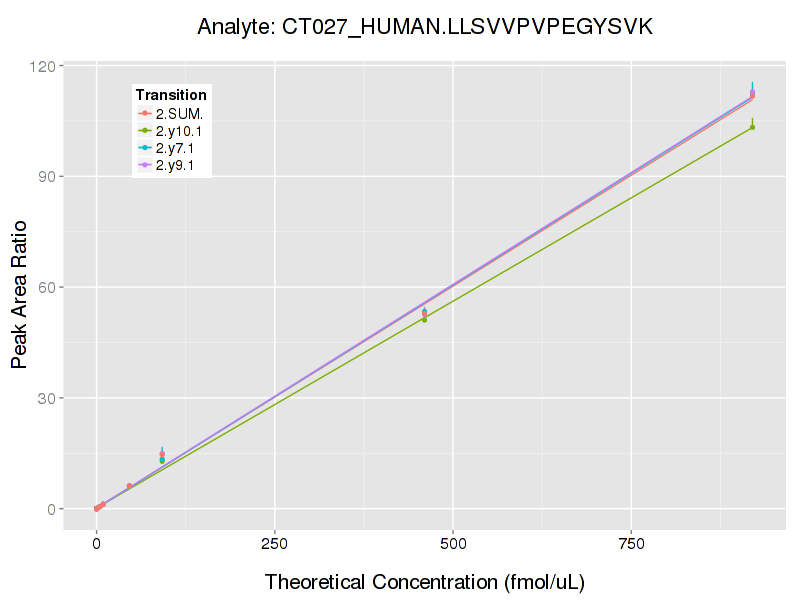 Analyte: CT027_HUMAN.LLSVVPVPEGYSVK
120
90
60
30
0
Peak Area Ratio
Transition
2.SUM.
2.y10.1
2.y7.1
2.y9.1
0
250
500
750
Theoretical Concentration (fmol/uL)